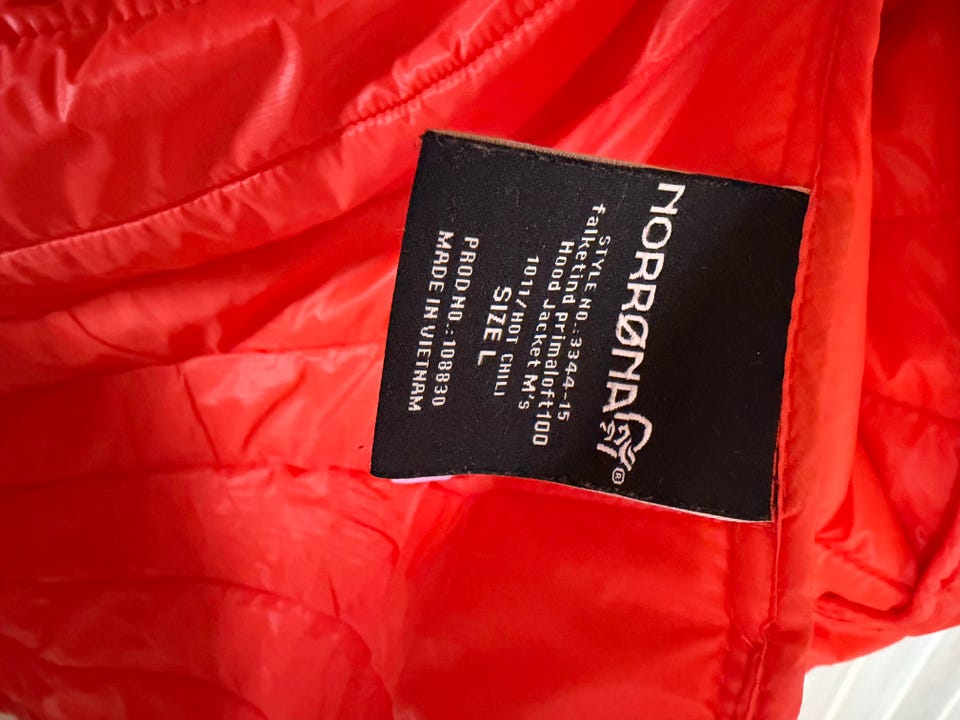 NORRØNA ®
STYLE NO.:3344-15
falketind primaloft100
Hood Jacket M's
1011/HOT CHILI
SIZE L
PROD NO.:108830
MADE IN VIETNAM